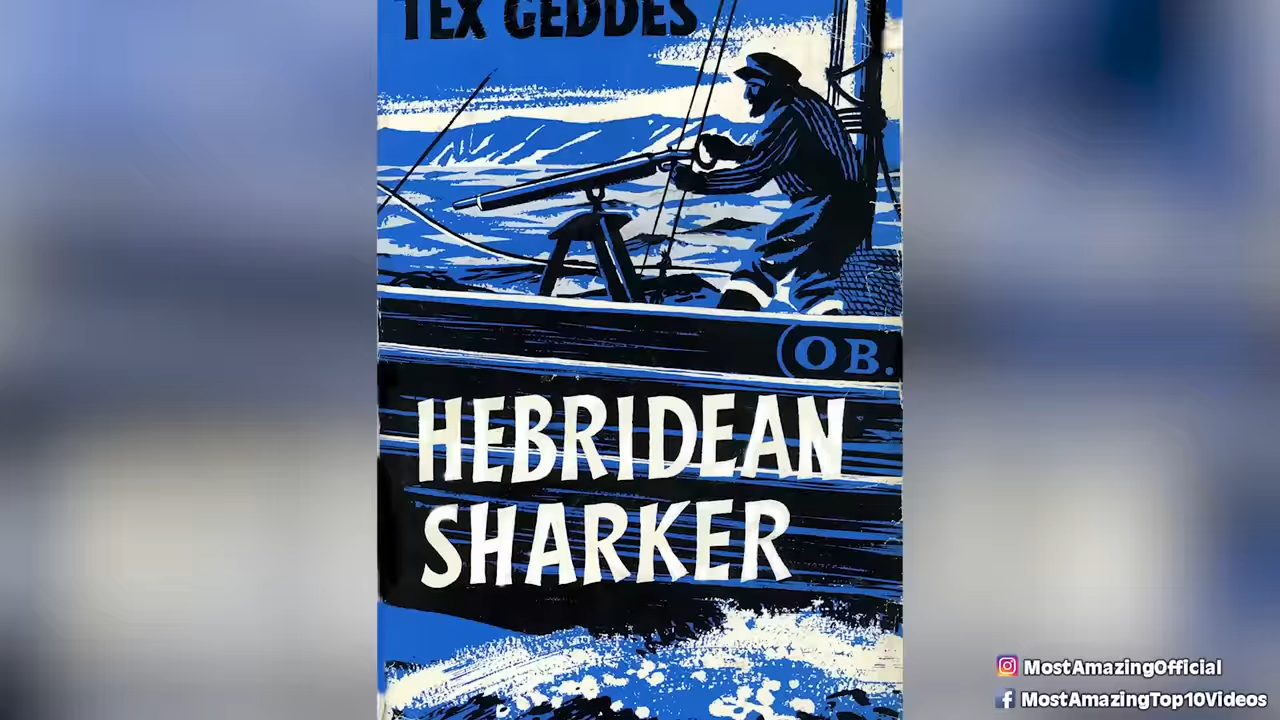 TEX GEDDES
OB.
HEBRIDEAN
SHARKER
MostAmazingOfficial
MostAmazingTop10Videos